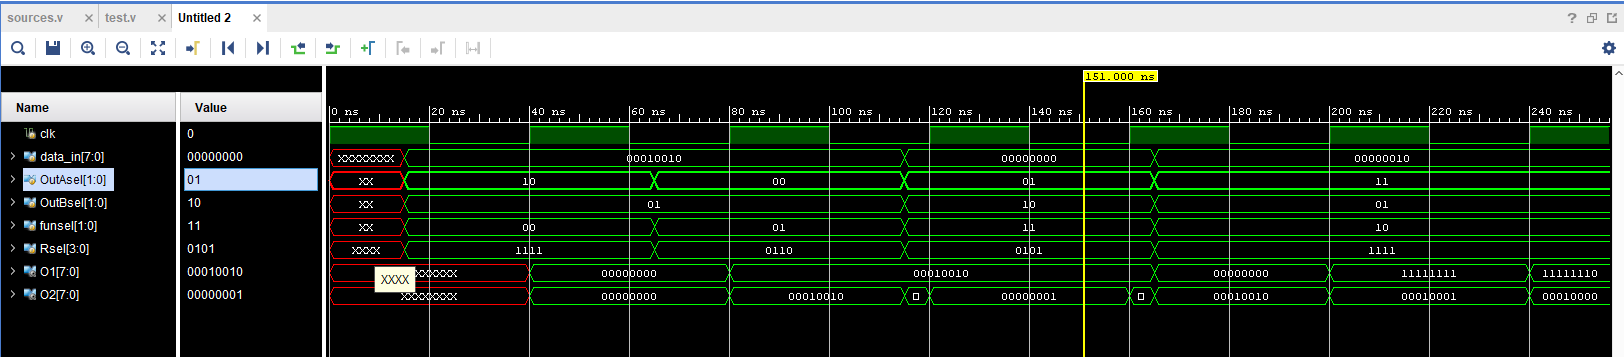 sources.v × test.v × Untitled 2 ×
?
151.000 ns
Name Value
0 ns 20 ns 40 ns 60 ns 80 ns 100 ns 120 ns 140 ns 160 ns 180 ns 200 ns 220 ns 240 ns
clk 0
data_in[7:0] 00000000 XXXXXXXX 00010010 00000000 00000010
OutAsel[1:0] 01 XX 10 00 01 11
OutBsel[1:0] 10 XX 01 10 01
funsel[1:0] 11 XX 00 01 11 10
Rsel[3:0] 0101 XXXX 1111 0110 0101 1111
O1[7:0] 00010010 XXXXXX 00000000 00010010 00000000 11111111 11111110
XXXX
O2[7:0] 00000001 XXXXXXXX 00000000 00010010 00000001 00010010 00010001 00010000